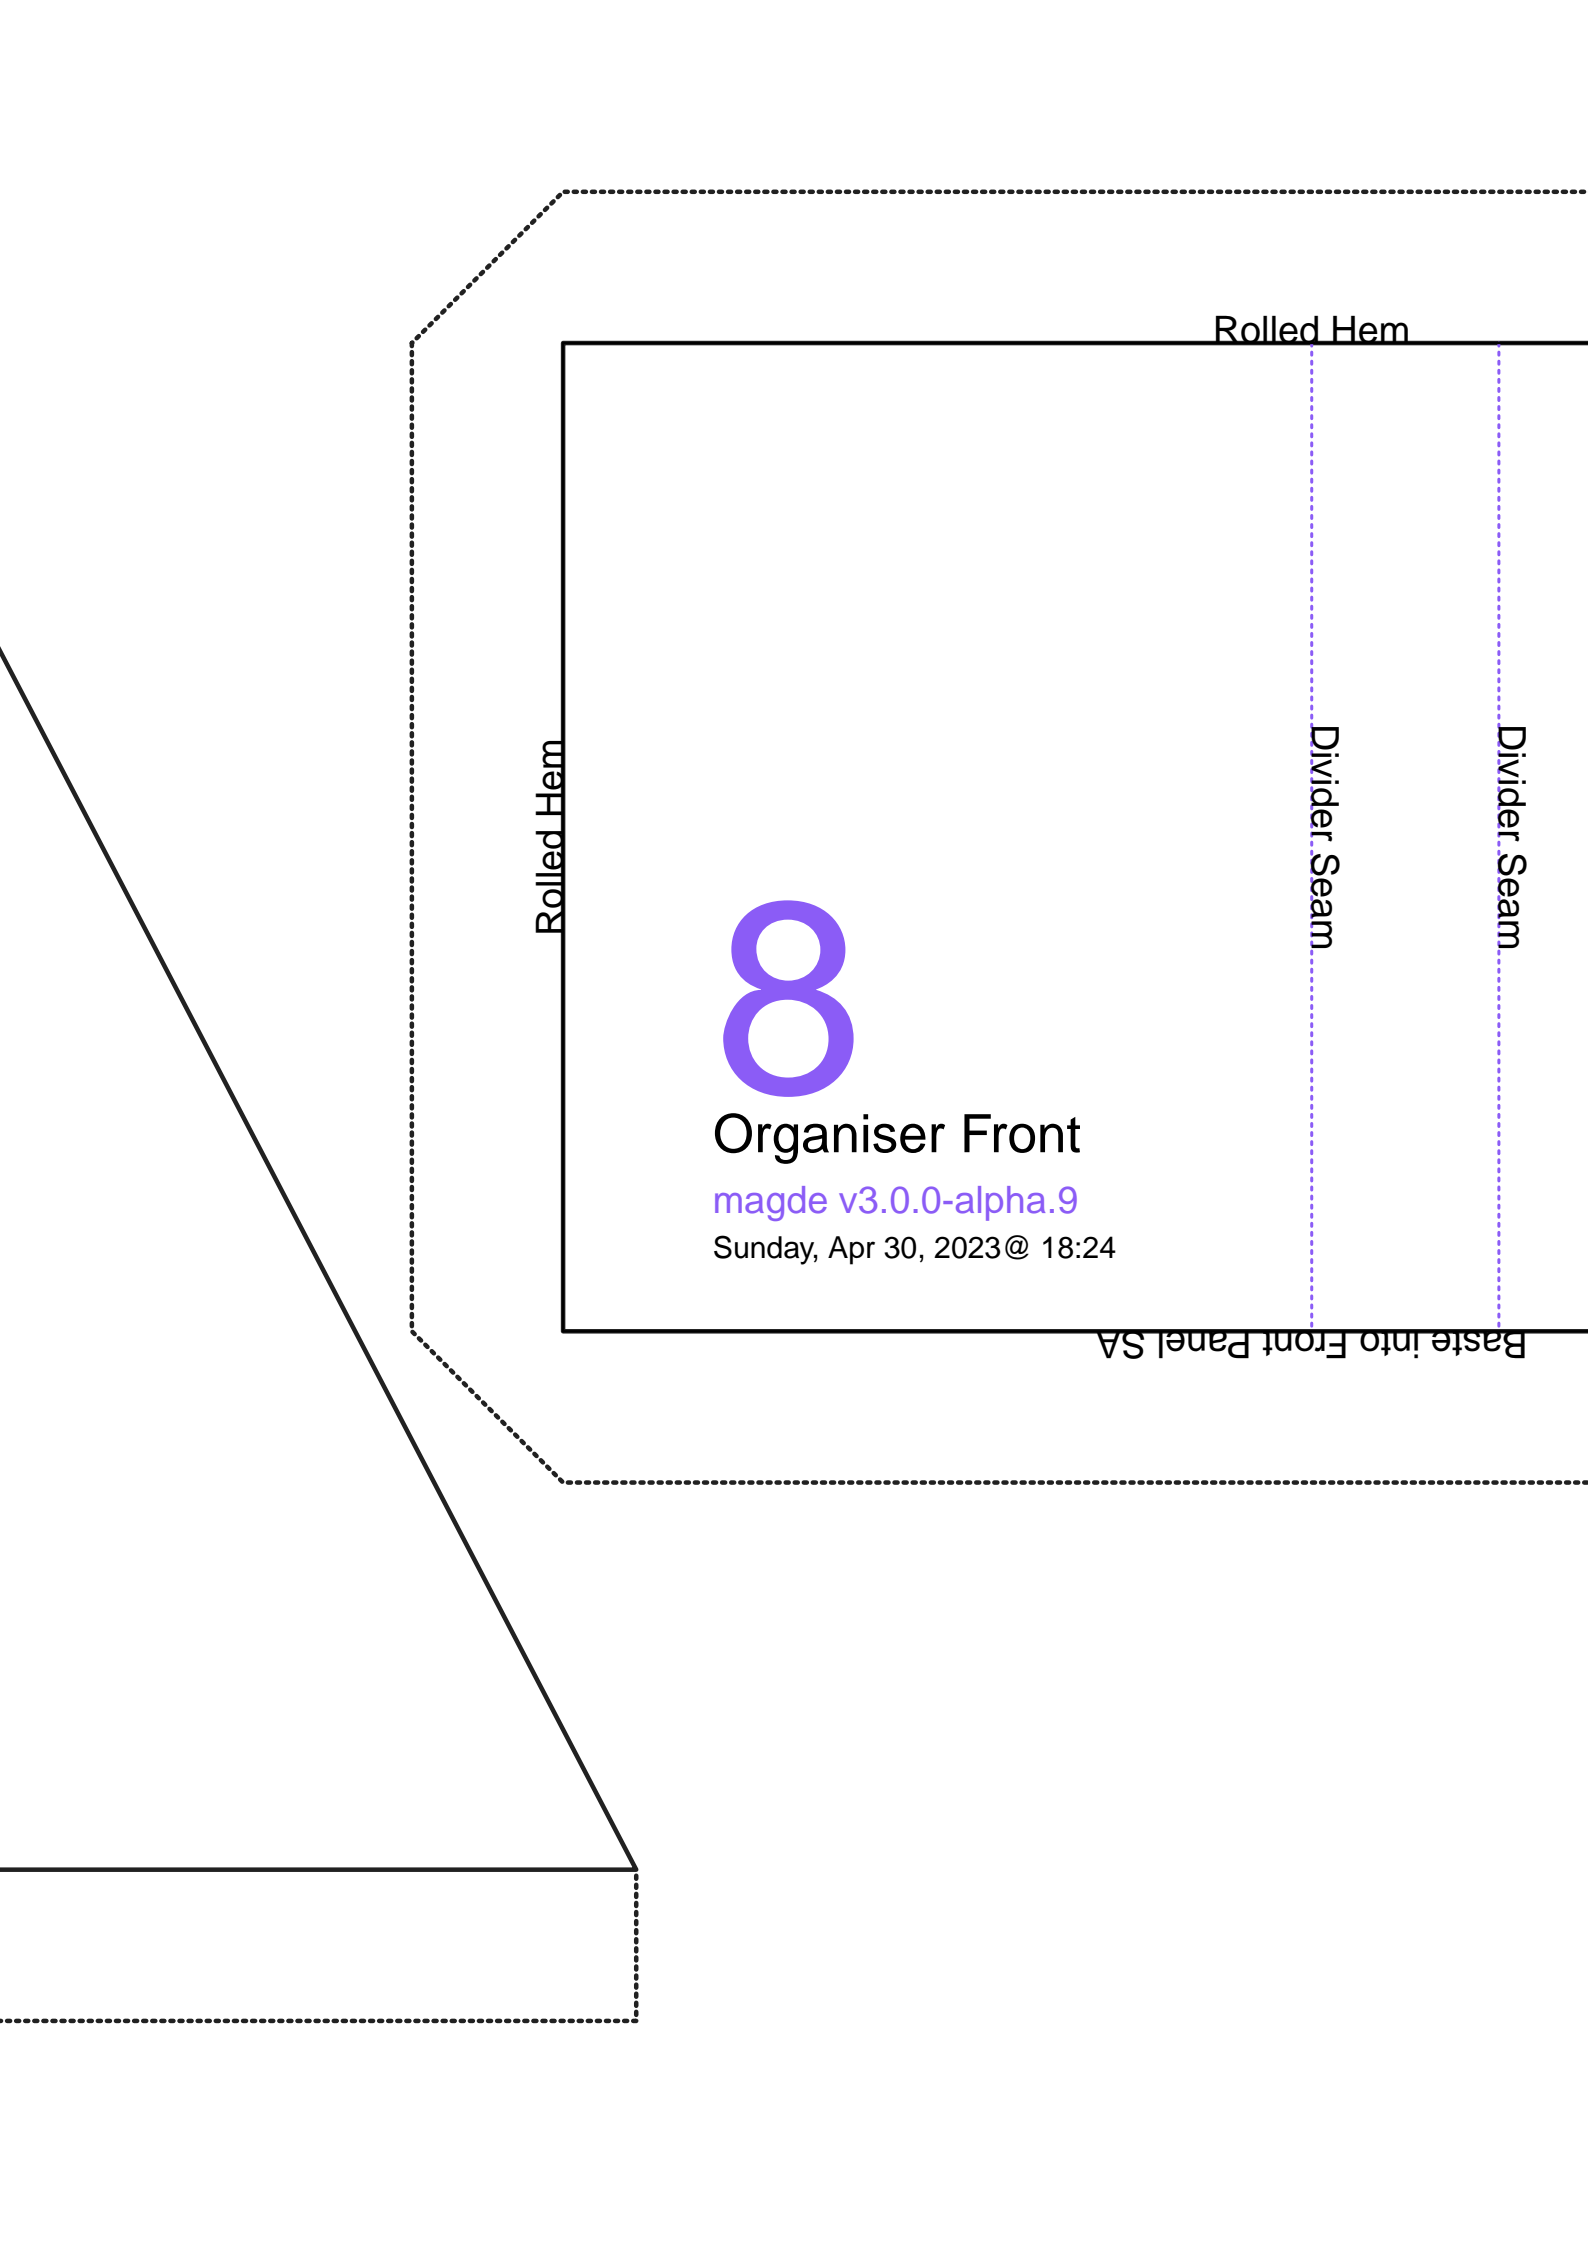 Rolled Hem
Rolled Hem
Divider Seam
Divider Seam
8
Organiser Front
magde v3.0.0-alpha.9
Sunday, Apr 30, 2023@ 18:24
Baste into Front Panel SA